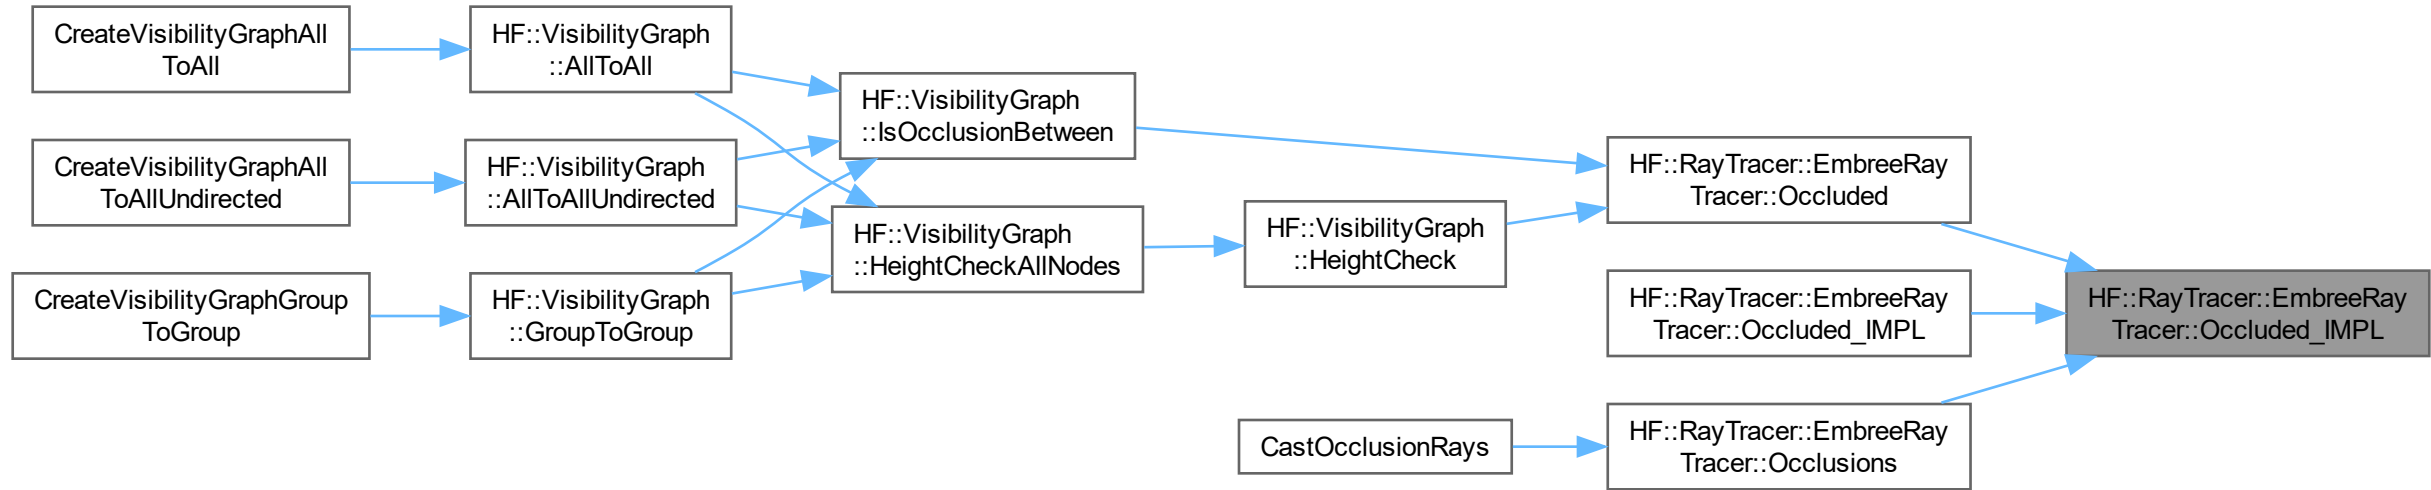 CreateVisibilityGraphAll
ToAll
HF::VisibilityGraph
::AllToAll
CreateVisibilityGraphAll
ToAllUndirected
HF::VisibilityGraph
::AllToAllUndirected
CreateVisibilityGraphGroup
ToGroup
HF::VisibilityGraph
::GroupToGroup
HF::VisibilityGraph
::IsOcclusionBetween
HF::VisibilityGraph
::HeightCheckAllNodes
HF::VisibilityGraph
::HeightCheck
CastOcclusionRays
HF::RayTracer::EmbreeRay
Tracer::Occluded
HF::RayTracer::EmbreeRay
Tracer::Occluded_IMPL
HF::RayTracer::EmbreeRay
Tracer::Occlusions
HF::RayTracer::EmbreeRay
Tracer::Occluded_IMPL